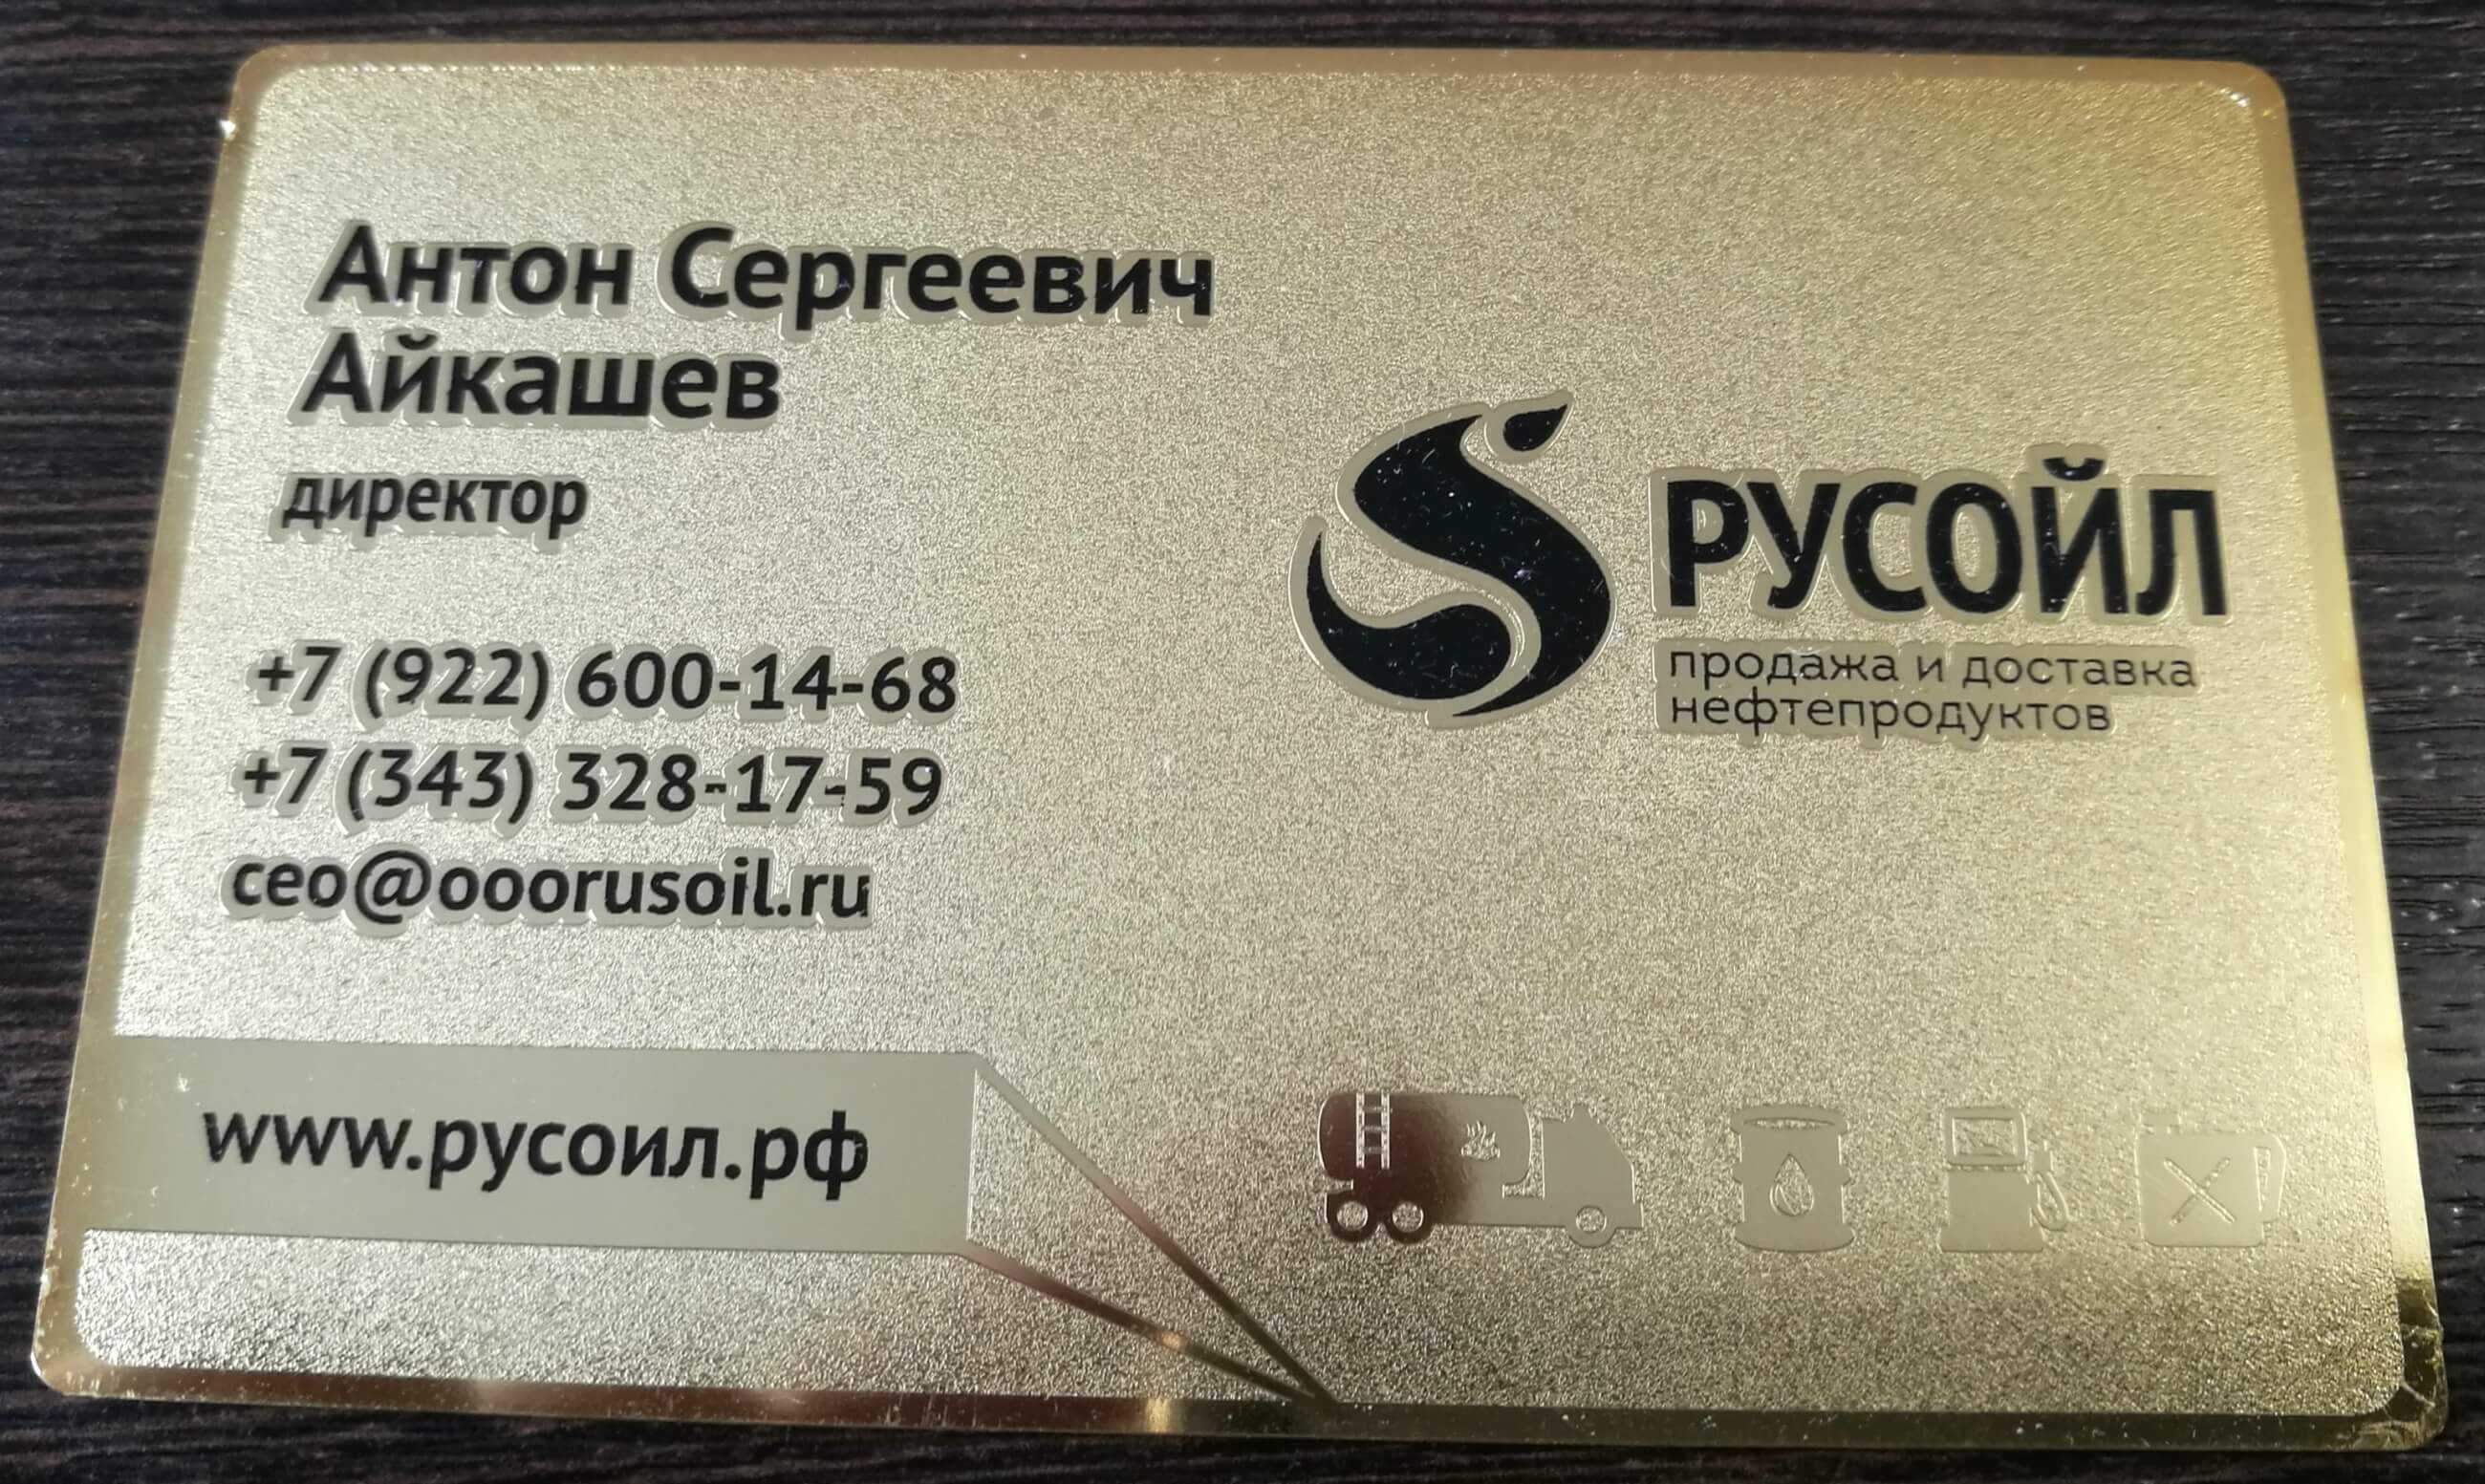 Антон Сергеевич
Айкашев
директор
+7 (922) 600-14-68
+7 (343) 328-17-59
ceo@ooorusoil.ru
www.русоил.рф
РУСОЙЛ
продажа и доставка
нефтепродуктов